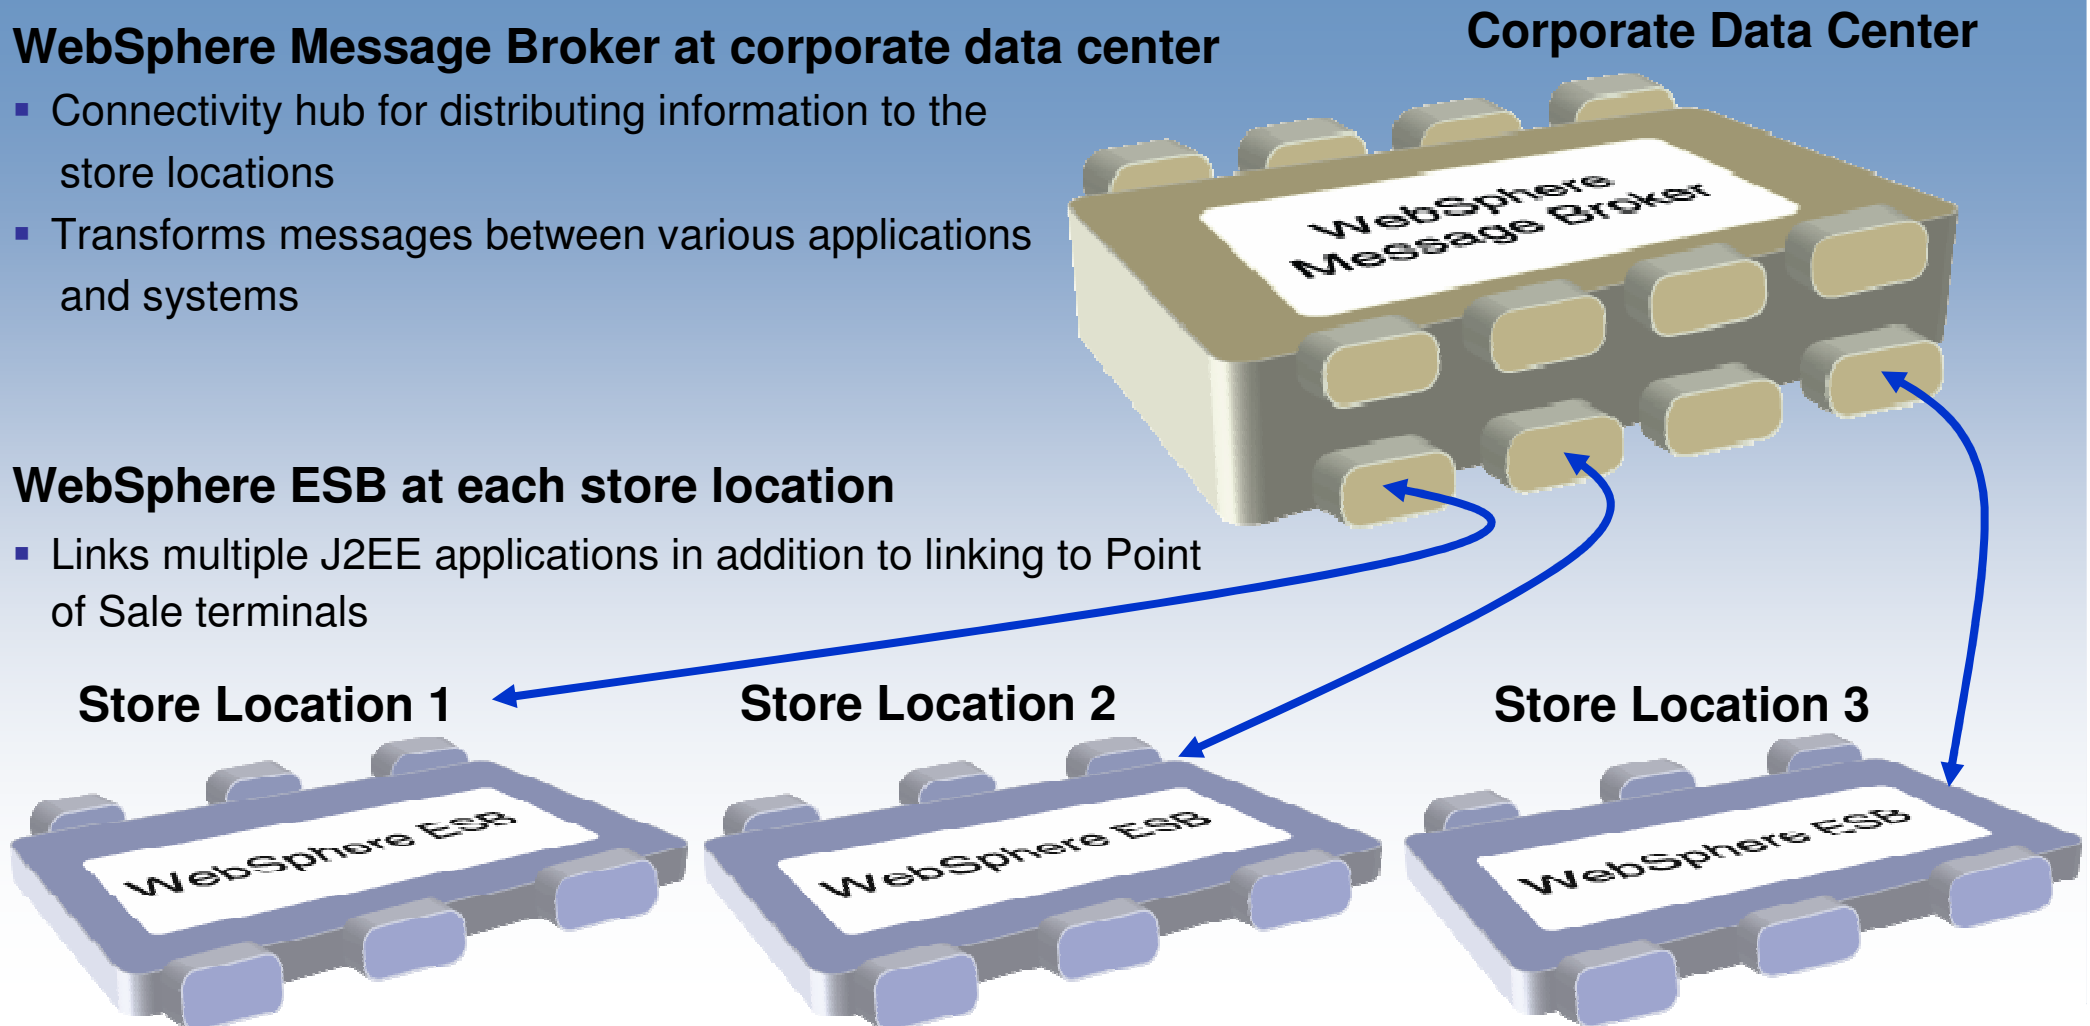 WebSphere Message Broker at corporate data center
▪ Connectivity hub for distributing information to the
store locations
▪ Transforms messages between various applications
and systems
Corporate Data Center
WebSphere
Message Broker
WebSphere ESB at each store location
▪ Links multiple J2EE applications in addition to linking to Point
of Sale terminals
Store Location 1
Store Location 2
Store Location 3
WebSphere ESB
WebSphere ESB
WebSphere ESB